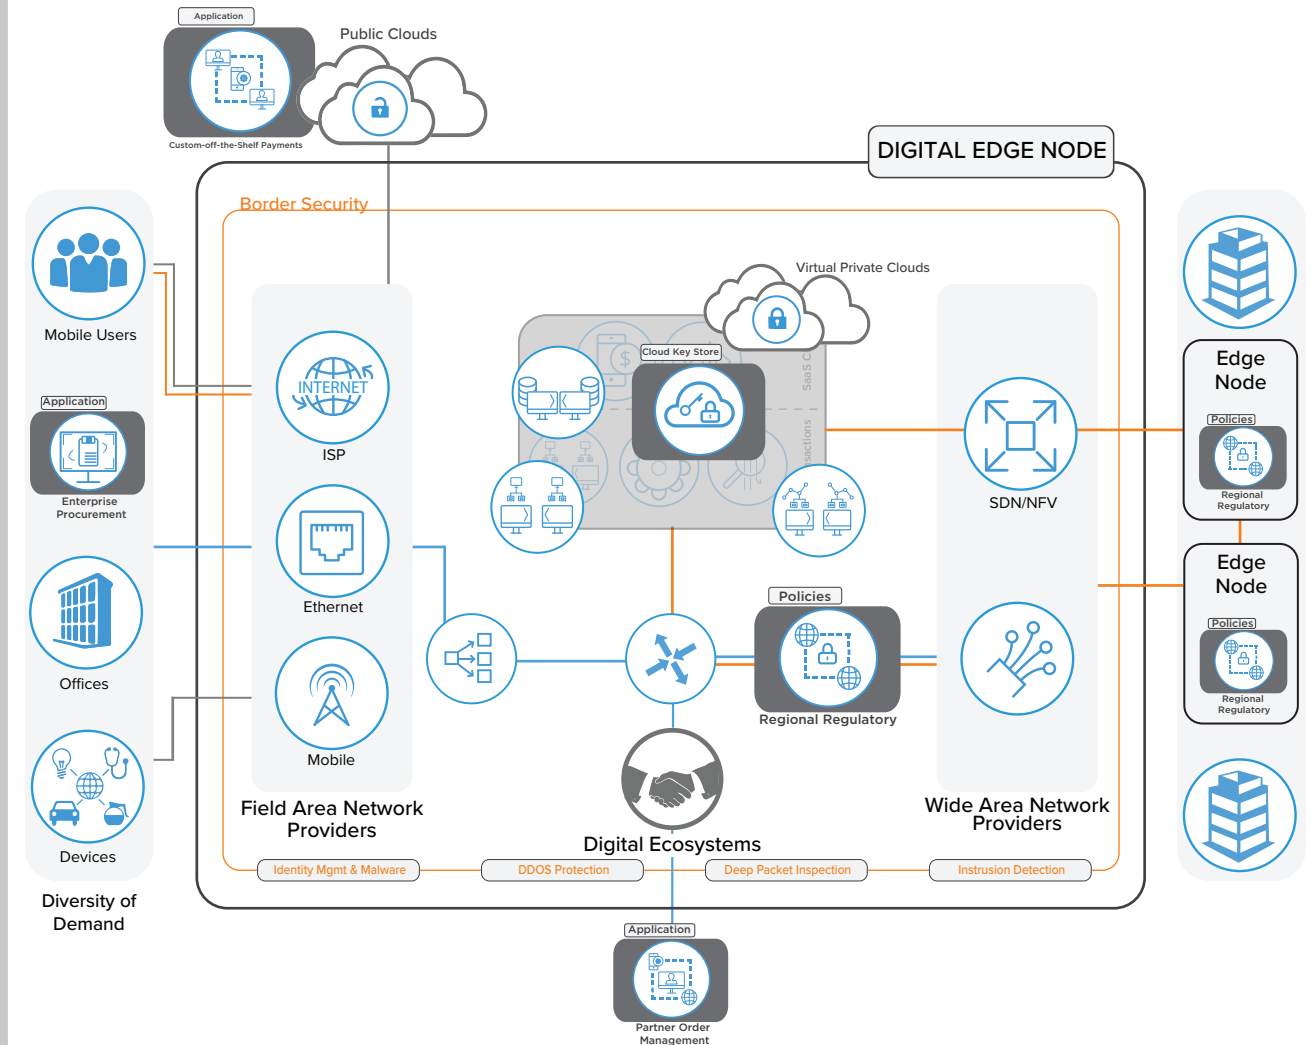 Application
Public Clouds
Custom-off-the-Shelf Payments
DIGITAL EDGE NODE
Border Security
Mobile Users
Application
Enterprise
Procurement
Offices
Devices
Diversity of
Demand
INTERNET
ISP
Ethernet
Mobile
Field Area Network
Providers
Virtual Private Clouds
Cloud Key Store
SaaS C
$
Policies
Regional Regulatory
Digital Ecosystems
SDN/NFV
Wide Area Network
Providers
Edge
Node
Policies
Regional
Regulatory
Edge
Node
Policies
Regional
Regulatory
Identity Mgmt & Malware
DDOS Protection
Deep Packet Inspection
Instrusion Detection
Application
Partner Order
Management